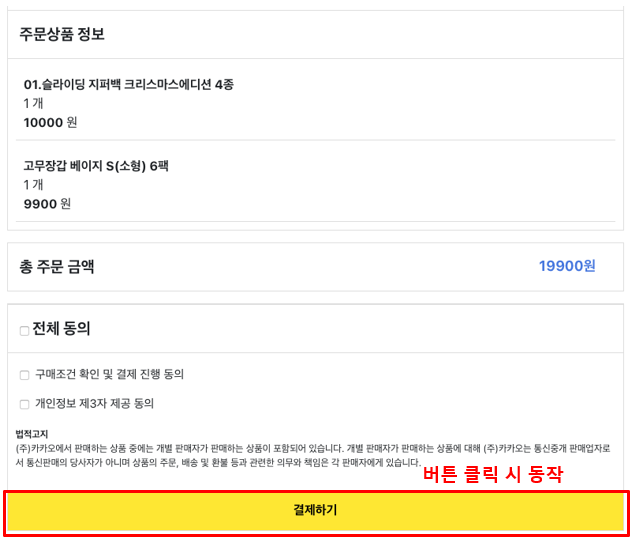 주문상품 정보
01.슬라이딩 지퍼백 크리스마스에디션 4종
1 개
10000 원
고무장갑 베이지 S(소형) 6팩
1 개
9900 원
총 주문 금액
19900원
전체 동의
구매조건 확인 및 결제 진행 동의
개인정보 제3자 제공 동의
법적고지
(주)카카오에서 판매하는 상품 중에는 개별 판매자가 판매하는 상품이 포함되어 있습니다. 개별 판매자가 판매하는 상품에 대해 (주)카카오는 통신중개 판매업자로
서 통신판매의 당사자가 아니며 상품의 주문, 배송 및 환불 등과 관련한 의무와 책임은 각 판매자에게 있습니다.
버튼 클릭 시 동작
결제하기